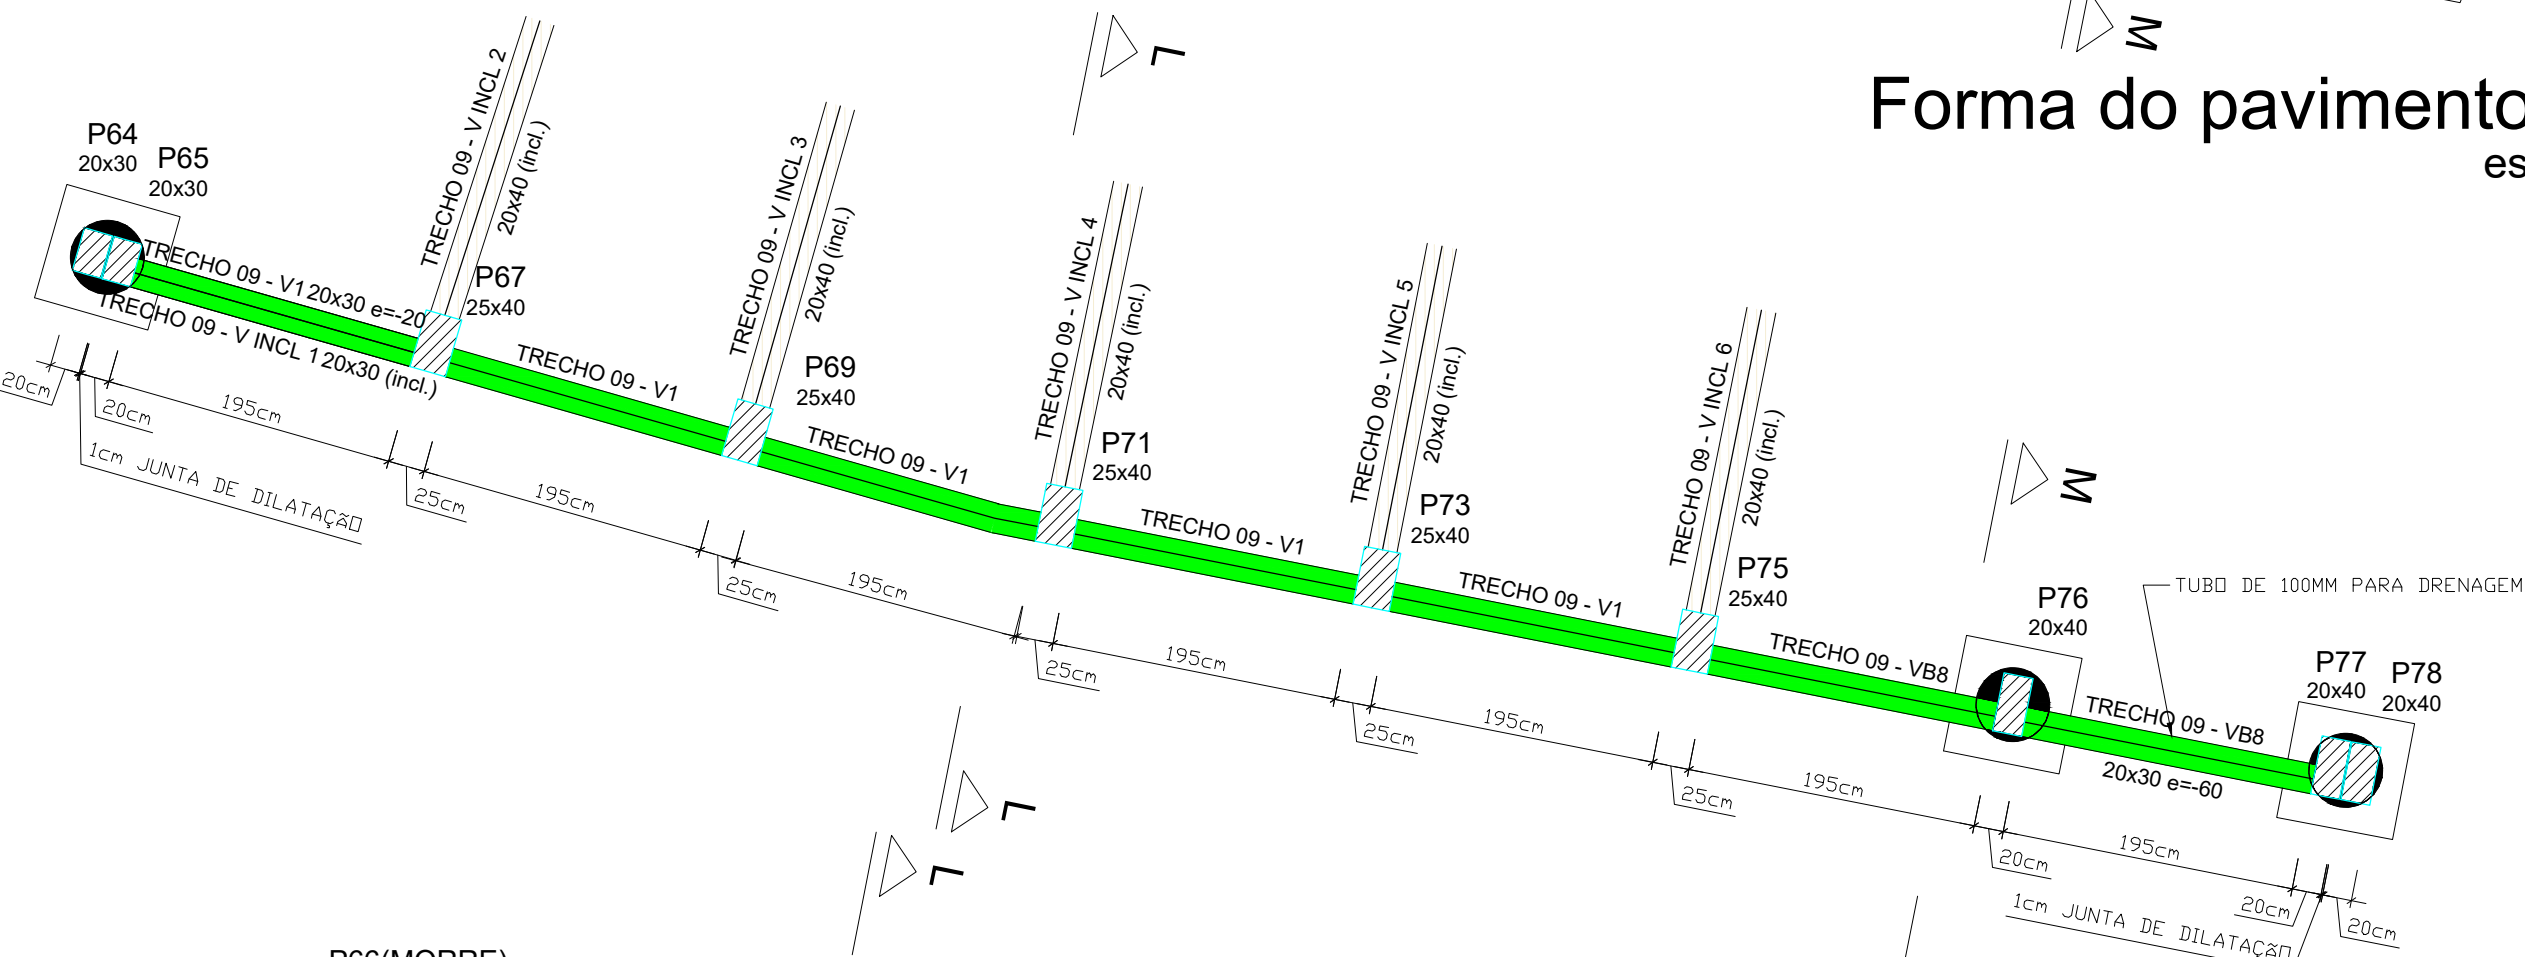 L
M
Forma do pavimento
es
P64
20x30
P65
20x30
TRECHO 09 - V INCL 2
20x40 (incl.)
TRECHO 09 - V INCL 3
20x40 (incl.)
TRECHO 09 - V INCL 4
20x40 (incl.)
TRECHO 09 - V INCL 5
20x40 (incl.)
TRECHO 09 - V INCL 6
20x40 (incl.)
TRECHO 09 - V1 20x30 e=-20
TRECHO 09 - V INCL 1 20x30 (incl.)
P67
25x40
TRECHO 09 - V1
P69
25x40
TRECHO 09 - V1
P71
25x40
TRECHO 09 - V1
P73
25x40
TRECHO 09 - V1
P75
25x40
TRECHO 09 - VB8
P76
20x40
TRECHO 09 - VB8
20x30 e=-60
P77
20x40
P78
20x40
M
TUBO DE 100MM PARA DRENAGEM
20cm
20cm
195cm
1cm JUNTA DE DILATAÇÃO
25cm
195cm
25cm
195cm
25cm
195cm
25cm
195cm
25cm
195cm
20cm
195cm
20cm
20cm
1cm JUNTA DE DILATAÇÃO
L
L
P66(MORRE)